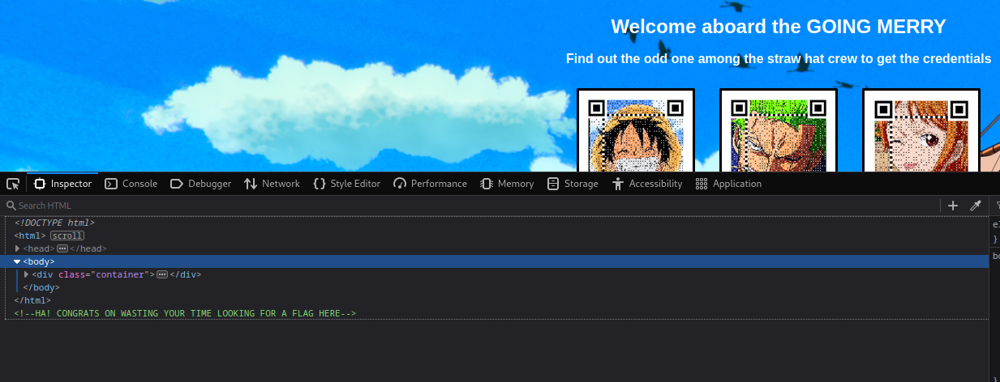 Welcome aboard the GOING MERRY
Find out the odd one among the straw hat crew to get the credentials
Inspector Console Debugger Network Style Editor Performance Memory Storage Accessibility Application
Search HTML
<!DOCTYPE html>
<html> scroll
<head> ••• </head>
<body>
<div class="container"> ••• </div>
</body>
</html>
<!--HA! CONGRATS ON WASTING YOUR TIME LOOKING FOR A FLAG HERE-->
}
}